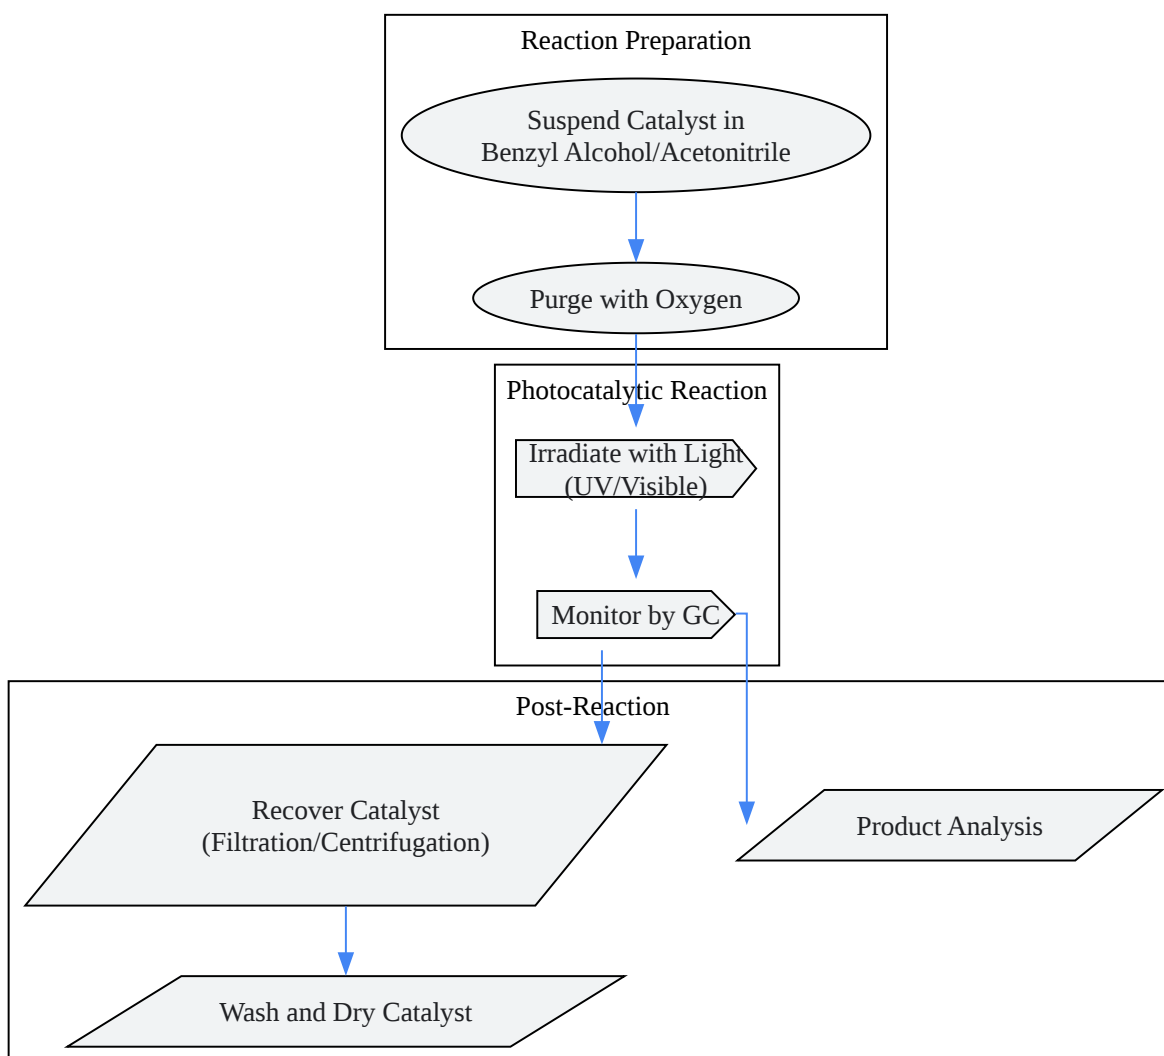 Reaction Preparation
Suspend Catalyst in
Benzyl Alcohol/Acetonitrile
Purge with Oxygen
Photocatalytic Reaction
Irradiate with Light
(UV/Visible)
Monitor by GC
Post-Reaction
Recover Catalyst
(Filtration/Centrifugation)
Product Analysis
Wash and Dry Catalyst